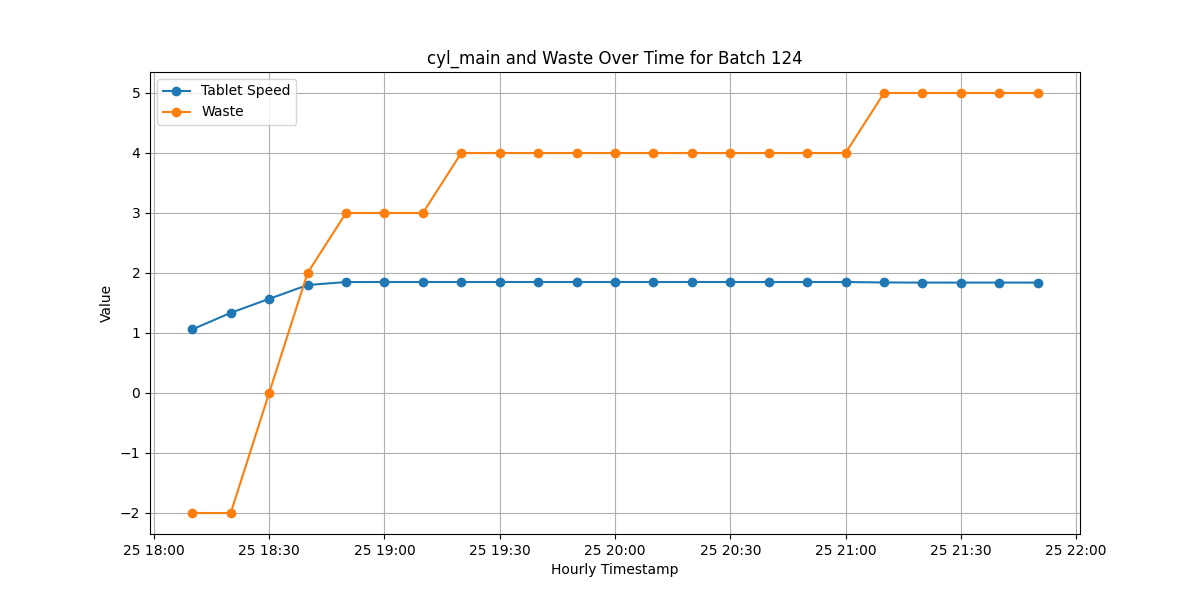 cyl_main and Waste Over Time for Batch 124
Tablet Speed
Waste
5
4
3
2
1
0
−1
−2
Value
25 18:00 25 18:30 25 19:00 25 19:30 25 20:00 25 20:30 25 21:00 25 21:30 25 22:00
Hourly Timestamp